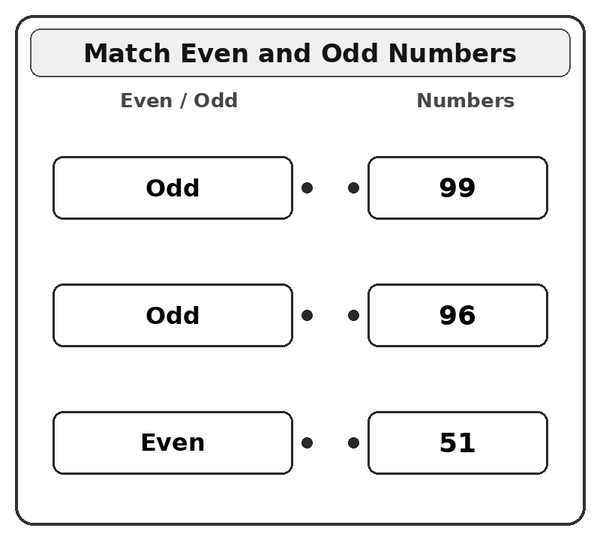 Match Even and Odd Numbers
Even / Odd Numbers
Odd 99
Odd 96
Even 51